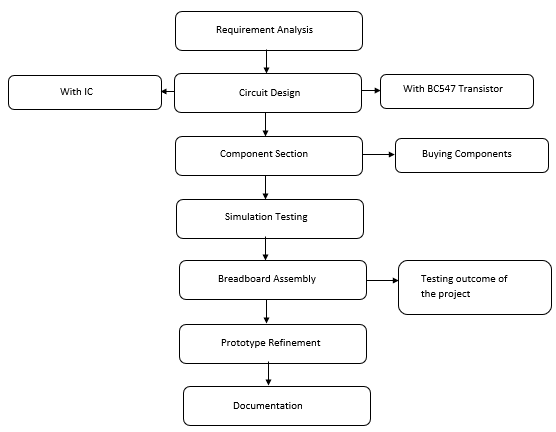 Requirement Analysis
With IC
Circuit Design
With BC547 Transistor
Component Section
Buying Components
Simulation Testing
Breadboard Assembly
Testing outcome of
the project
Prototype Refinement
Documentation